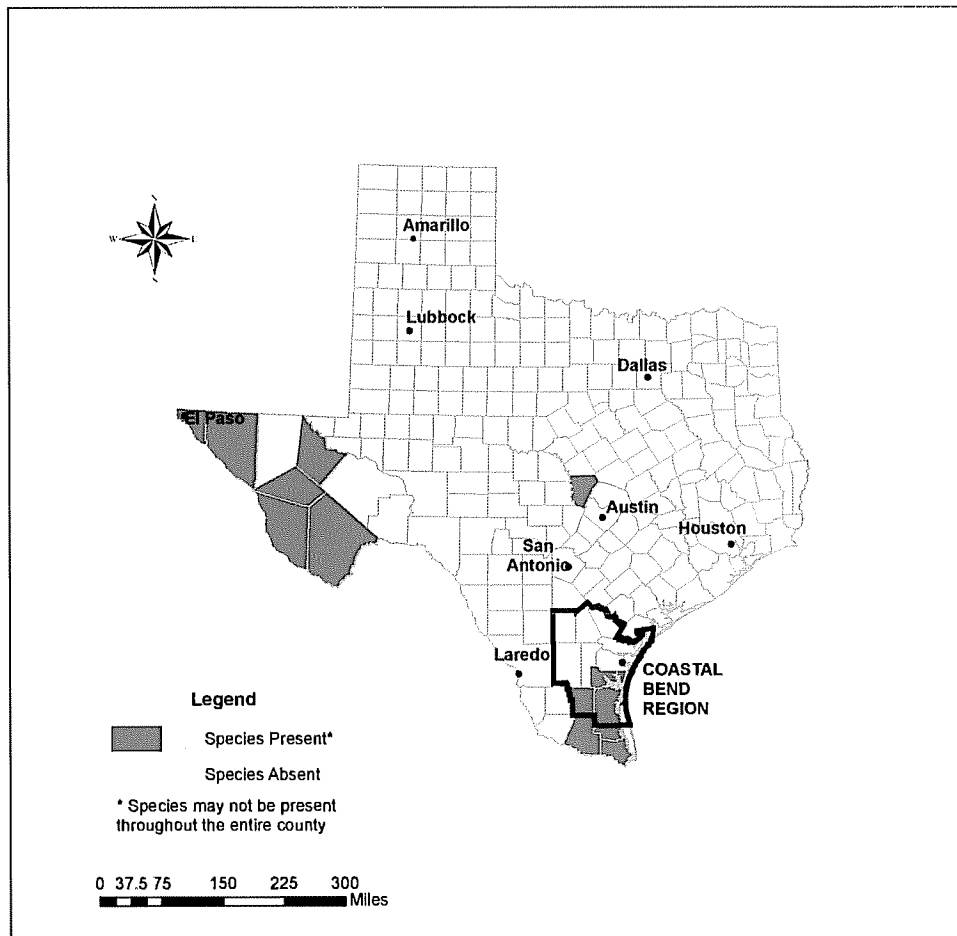 Amarillo
Lubbock
Dallas
El Paso
Austin
Houston
San
Antonio
Laredo
COASTAL
BEND
REGION
W
E
Legend
Species Present*
Species Absent
* Species may not be present
throughout the entire county
0 37.5 75 150 225 300
Miles